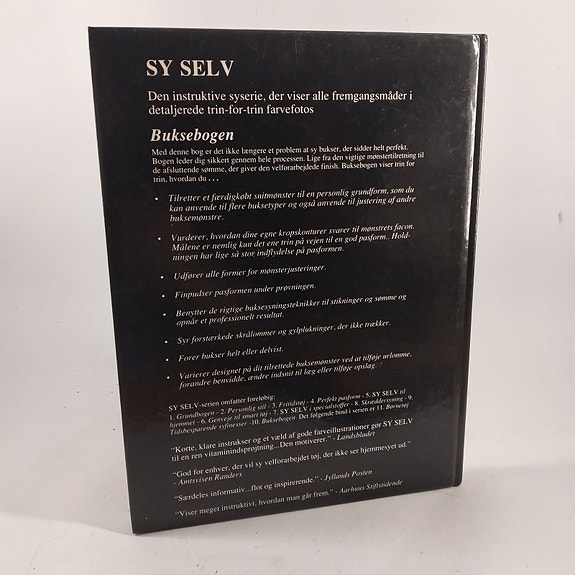 SY SELV
Den instruktive syserie, der viser alle fremgangsmåder i
detaljerede trin-for-trin farvefotos
Buksebogen
Med denne bog er det ikke længere et problem at sy bukser, der sidder helt perfekt.
Bogen leder dig sikkert gennem hele processen. Lige fra den vigtige mønstertilretning til
de afsluttende sømme, der giver den velforarbejdede finish. Buksebogen viser trin for
trin, hvordan du . . .
• Tilretter et færdigkøbt snitmønster til en personlig grundform, som du
kan anvende til flere buksetyper og også anvende til justering af andre
buksemønstre.
• Vurderer, hvordan dine egne kropskonturer svarer til mønstrets facon.
Målene er nemlig kun det ene trin på vejen til en god pasform.. Hold-
ningen har lige så stor indflydelse på pasformen.
• Udfører alle former for mønsterjusteringer.
• Finpudser pasformen under prøvningen.
• Benytter de rigtige buksesyningsteknikker til stikninger og sømme og
opnår et professionelt resultat.
• Syr forstærkede skrålommer og gylplukninger, der ikke trækker.
• Forer bukser helt eller delvist.
• Varierer designet på dit tilrettede buksemønster ved at tilføje urlomme,
forandre benvidde, ændre indsnit til læg eller tilføje opslag.
SY SELV-serien omfatter foreløbig:
1. Grundbogen - 2. Personlig stil - 3. Fritidstøj - 4. Perfekt pasform - 5. SY SELV til
hjemmet - 6. Genveje til smart tøj - 7. SY SELV i specialstoffer - 8. Skræddersyning - 9.
Tidsbesparende syfinesser - 10. Buksebogen. Det følgende bind i serien er 11. Børnetøj
“Korte, klare instrukser og et væld af gode farveillustrationer gør SY SELV
til en ren vitaminindsprøjtning...Den motiverer.” - Landsbladet
“God for enhver, der vil sy velforarbejdet tøj, der ikke ser hjemmesyet ud.”
- Amtsvisen Randers
“Særdeles informativ...flot og inspirerende.” - Jyllands Posten
“Viser meget instruktivt, hvordan man går frem.” - Aarhuus Stiftstidende